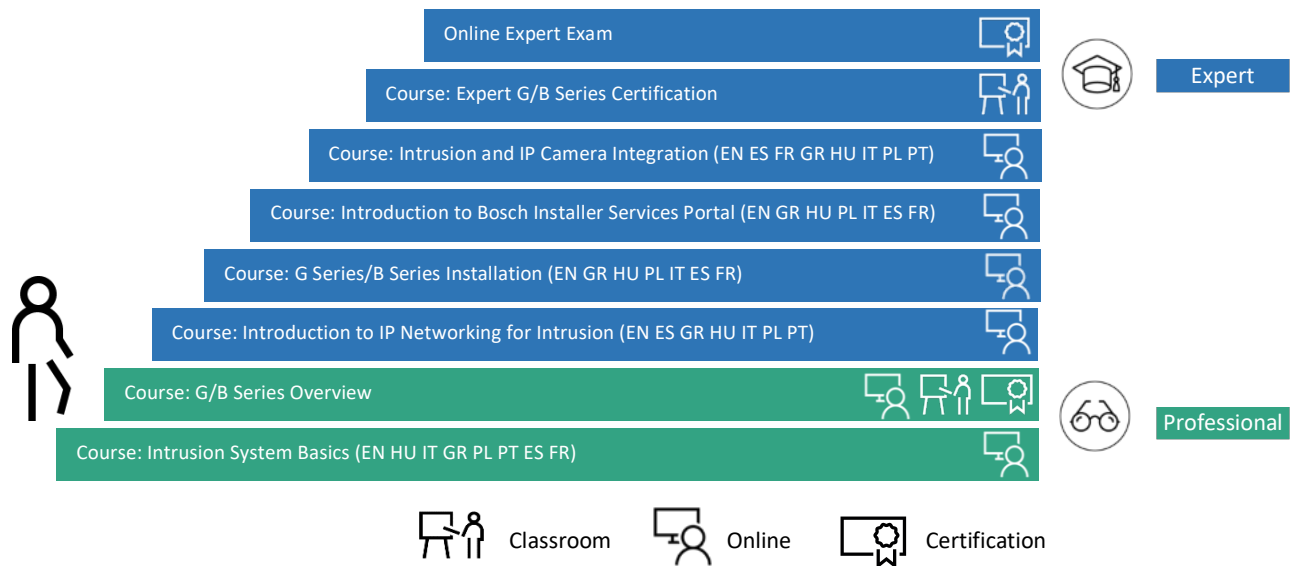 Online Expert Exam
Course: Expert G/B Series Certification
Expert
Course: Intrusion and IP Camera Integration (EN ES FR GR HU IT PL PT)
Course: Introduction to Bosch Installer Services Portal (EN GR HU PL IT ES FR)
Course: G Series/B Series Installation (EN GR HU PL IT ES FR)
Course: Introduction to IP Networking for Intrusion (EN ES GR HU IT PL PT)
Course: G/B Series Overview
Professional
Course: Intrusion System Basics (EN HU IT GR PL PT ES FR)
Classroom Online Certification